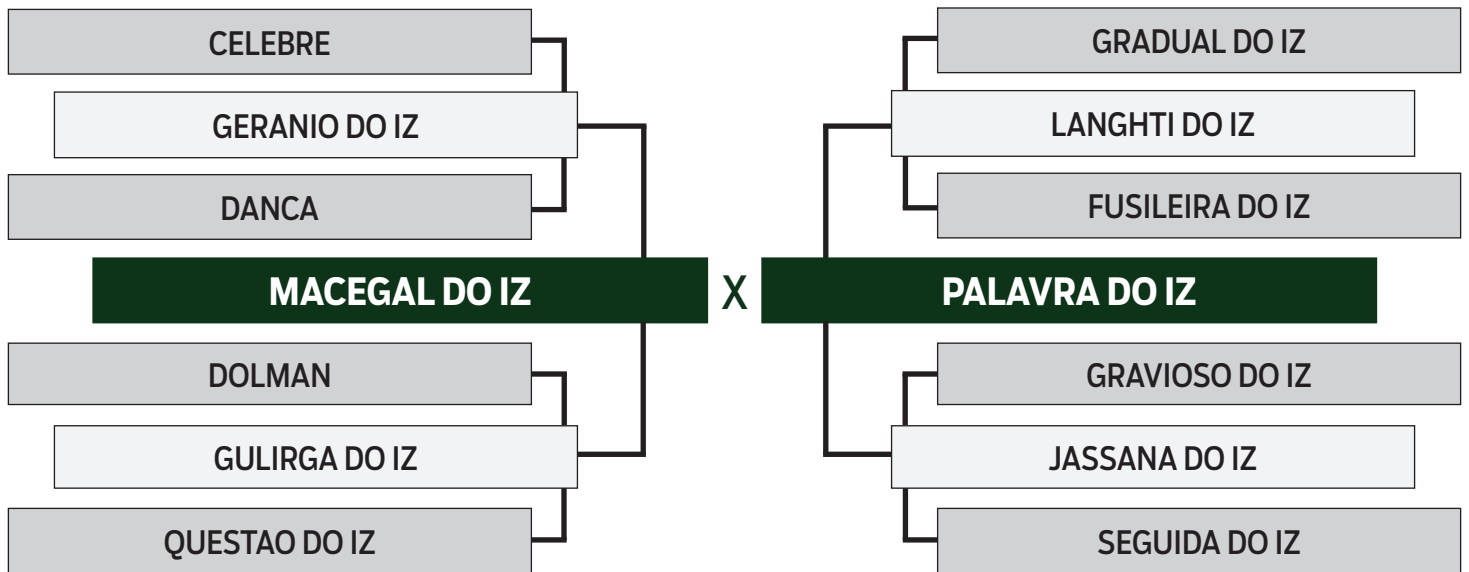 CELEBRE
GERANIO DO IZ
DANCA
MACEGAL DO IZ
DOLMAN
GULIRGA DO IZ
QUESTAO DO IZ
X
GRADUAL DO IZ
LANGHTI DO IZ
FUSILEIRA DO IZ
PALAVRA DO IZ
GRAVIOSO DO IZ
JASSANA DO IZ
SEGUIDA DO IZ